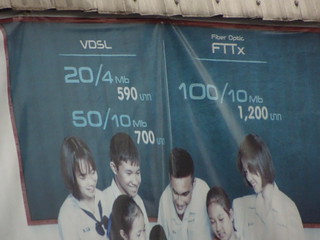 VDSL
20/4 Mb
590 บาท
50/10 Mb
700 บาท
Fiber Optic
FTTx
100/10 Mb
1,200 บาท